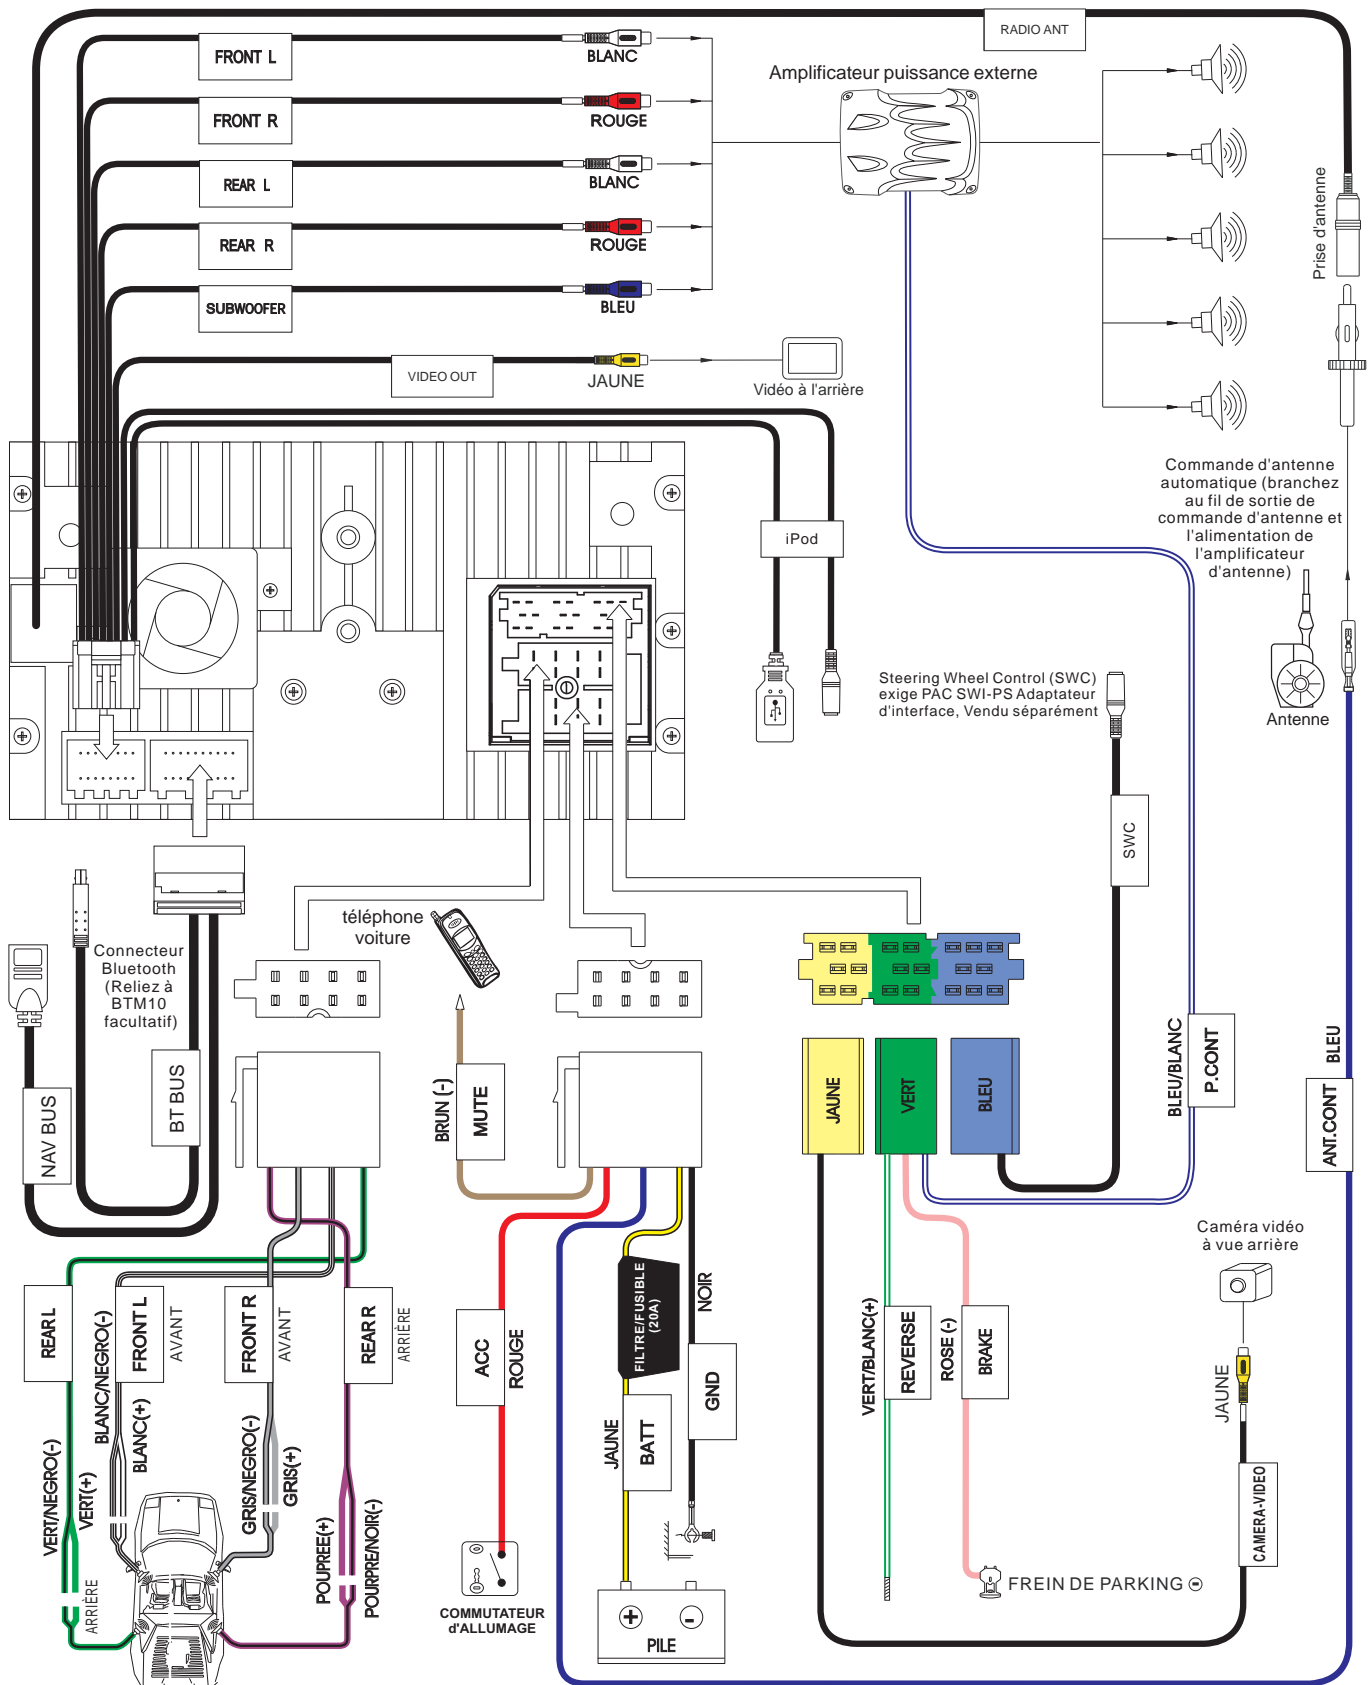 RADIO ANT
FRONT L
BLANC
FRONT R
ROUGE
REAR L
BLANC
REAR R
ROUGE
SUBWOOFER
BLEU
VIDEO OUT
JAUNE
Vidéo à l'arrière
Amplificateur puissance externe
Prise d'antenne
Commande d'antenne
automatique (branchez
au fil de sortie de
commande d'antenne et
l'alimentation de
l'amplificateur
d'antenne)
Antenne
iPod
Steering Wheel Control (SWC)
exige PAC SWI-PS Adaptateur
d'interface, Vendu séparément
SWC
téléphone
voiture
Connecteur
Bluetooth
(Reliez à
BTM10
facultatif)
NAV BUS
BT BUS
BRUN (-)
MUTE
JAUNE
VERT
BLEU
BLEU/BLANC
P.CONT
BLEU
ANT.CONT
REAR L
BLANC/NEGRO(-)
FRONT L
AVANT
FRONT R
AVANT
REAR R
ARRIÈRE
VERT/NEGRO(-)
VERT(+)
BLANC(+)
GRIS/NEGRO(-)
GRIS(+)
POUPREE(+)
POURPRE/NOIR(-)
ARRIÈRE
ACC
ROUGE
FILTRE/FUSIBLE
(20A)
NOIR
GND
JAUNE
BATT
COMMUTATEUR
d'ALLUMAGE
+
-
PILE
VERT/BLANC(+)
REVERSE
ROSE (-)
BRAKE
FREIN DE PARKING ⊖
Caméra vidéo
à vue arrière
JAUNE
CAMERA-VIDEO